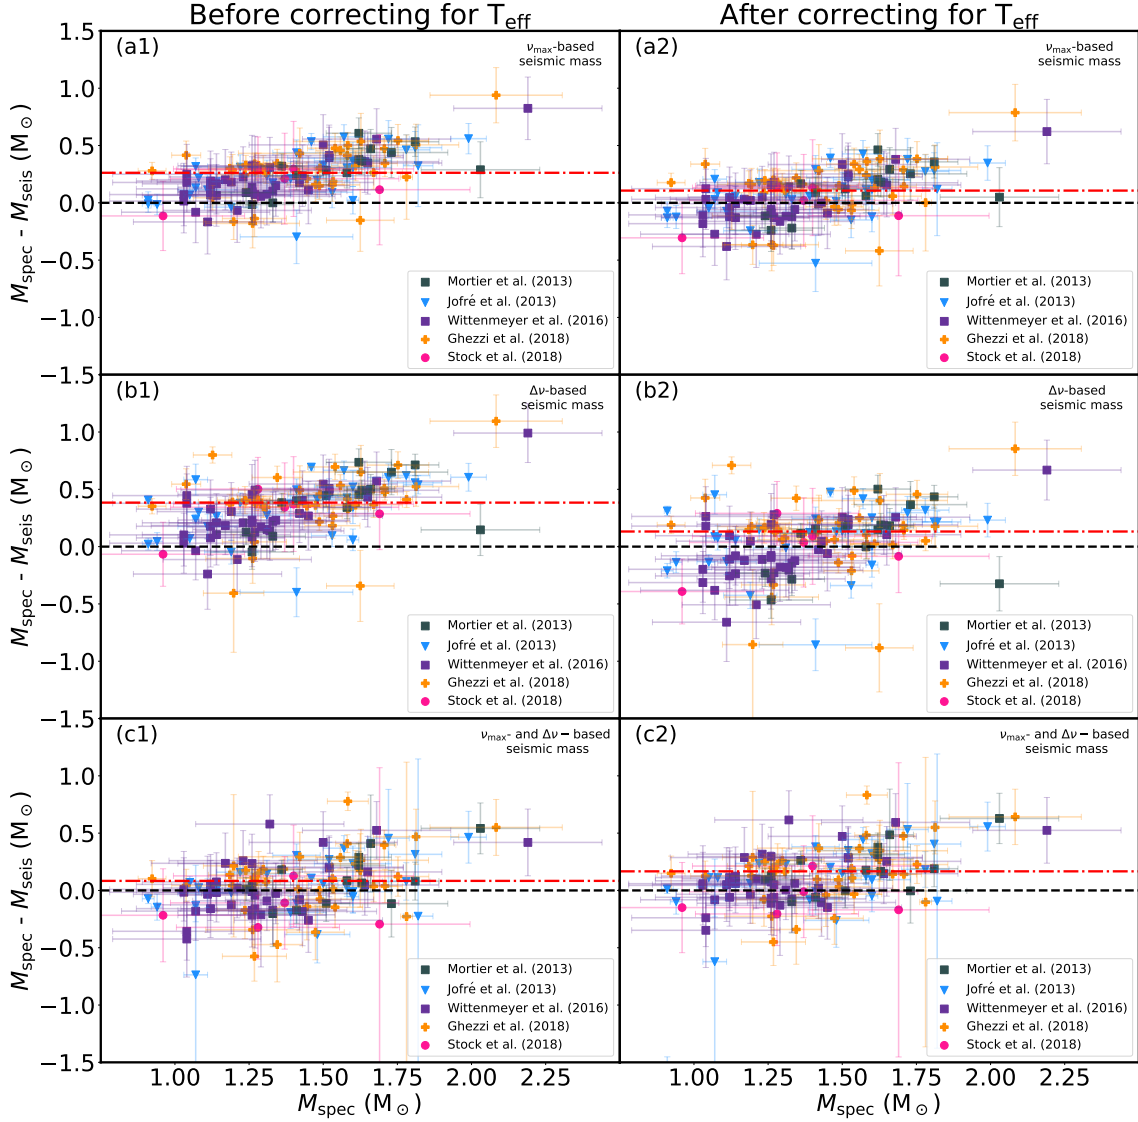 Before correcting for T_eff
After correcting for T_eff
(a1)
ν_max-based
seismic mass
1.5
1.0
0.5
0.0
−0.5
−1.0
−1.5
M_spec - M_seis (M_⊙)
Mortier et al. (2013)
Jofré et al. (2013)
Wittenmeyer et al. (2016)
Ghezzi et al. (2018)
Stock et al. (2018)
(a2)
ν_max-based
seismic mass
Mortier et al. (2013)
Jofré et al. (2013)
Wittenmeyer et al. (2016)
Ghezzi et al. (2018)
Stock et al. (2018)
(b1)
Δν-based
seismic mass
1.0
0.5
0.0
−0.5
−1.0
−1.5
M_spec - M_seis (M_⊙)
Mortier et al. (2013)
Jofré et al. (2013)
Wittenmeyer et al. (2016)
Ghezzi et al. (2018)
Stock et al. (2018)
(b2)
Δν-based
seismic mass
Mortier et al. (2013)
Jofré et al. (2013)
Wittenmeyer et al. (2016)
Ghezzi et al. (2018)
Stock et al. (2018)
(c1)
ν_max- and Δν−based
seismic mass
1.0
0.5
0.0
−0.5
−1.0
−1.5
M_spec - M_seis (M_⊙)
Mortier et al. (2013)
Jofré et al. (2013)
Wittenmeyer et al. (2016)
Ghezzi et al. (2018)
Stock et al. (2018)
1.00 1.25 1.50 1.75 2.00 2.25
M_spec (M_⊙)
(c2)
ν_max- and Δν−based
seismic mass
Mortier et al. (2013)
Jofré et al. (2013)
Wittenmeyer et al. (2016)
Ghezzi et al. (2018)
Stock et al. (2018)
1.00 1.25 1.50 1.75 2.00 2.25
M_spec (M_⊙)